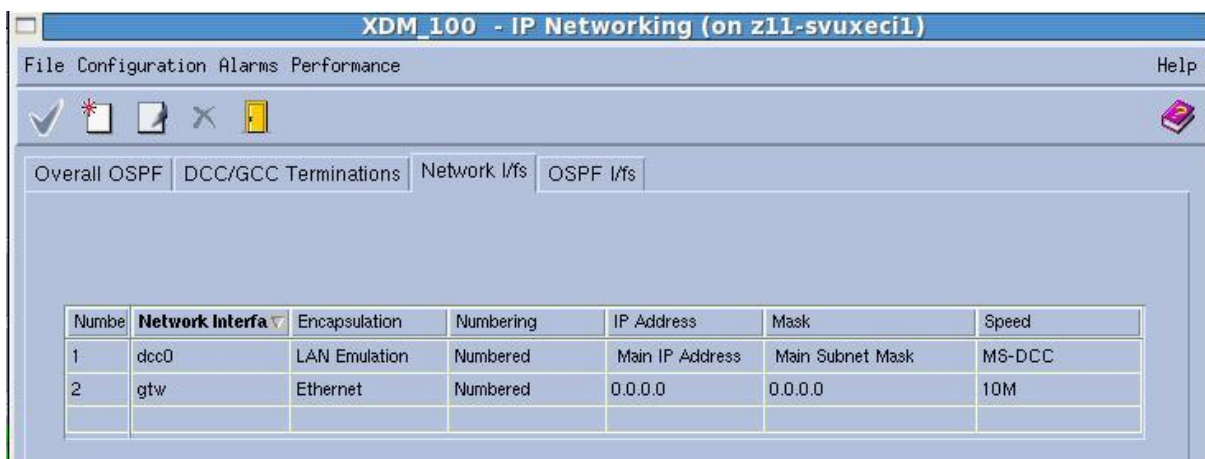 XDM_100 - IP Networking (on z11-svuxeci1)
File Configuration Alarms Performance Help
Overall OSPF DCC/GCC Terminations Network I/fs OSPF I/fs
Numbe Network Interfa Encapsulation Numbering IP Address Mask Speed
1 dcc0 LAN Emulation Numbered Main IP Address Main Subnet Mask MS-DCC
2 gtw Ethernet Numbered 0.0.0.0 0.0.0.0 10M